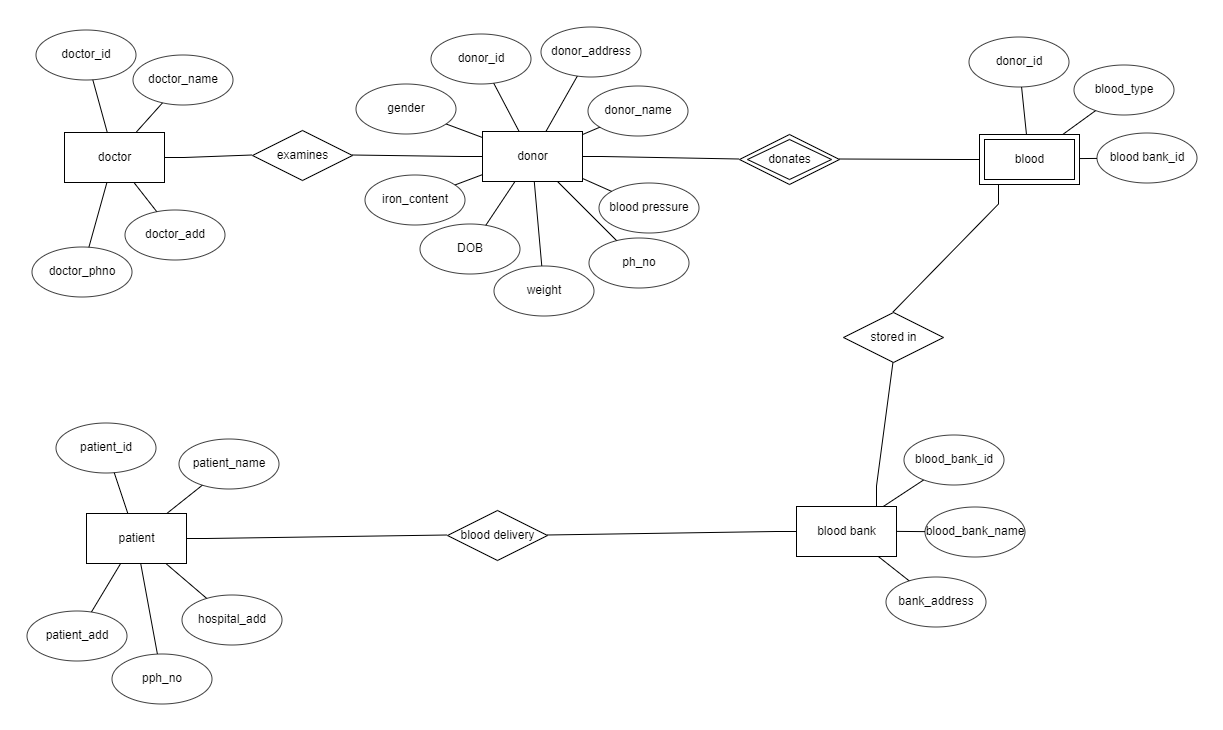 doctor_id
doctor_name
doctor
doctor_add
doctor_phno
examines
donor_id
donor_address
gender
donor_name
donor
iron_content
blood pressure
DOB
ph_no
weight
donates
donor_id
blood_type
blood
blood bank_id
stored in
patient_id
patient_name
patient
patient_add
hospital_add
pph_no
blood delivery
blood_bank_id
blood bank
blood_bank_name
bank_address